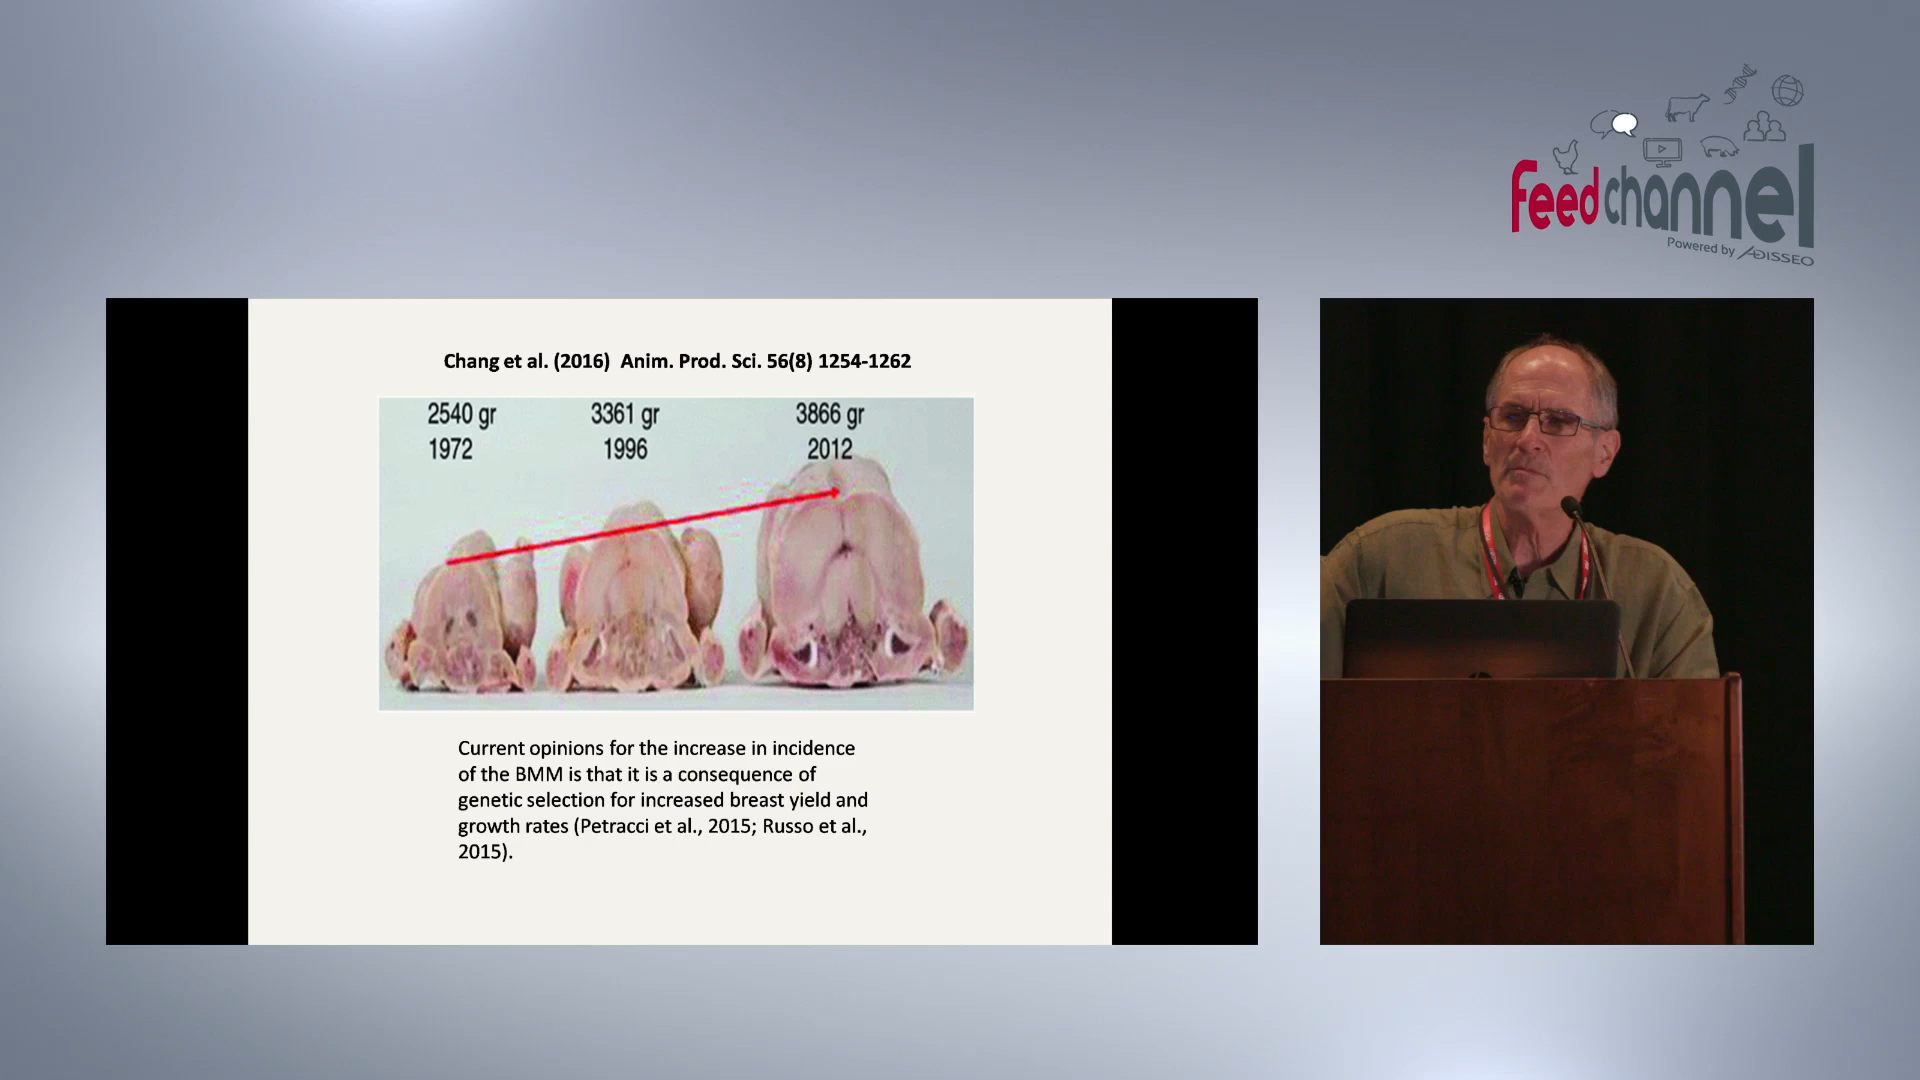 feedchannel
Powered by ADISSEO
Chang et al. (2016) Anim. Prod. Sci. 56(8) 1254-1262
2540 gr 3361 gr 3866 gr
1972 1996 2012
Current opinions for the increase in incidence
of the BMM is that it is a consequence of
genetic selection for increased breast yield and
growth rates (Petracci et al., 2015; Russo et al.,
2015).